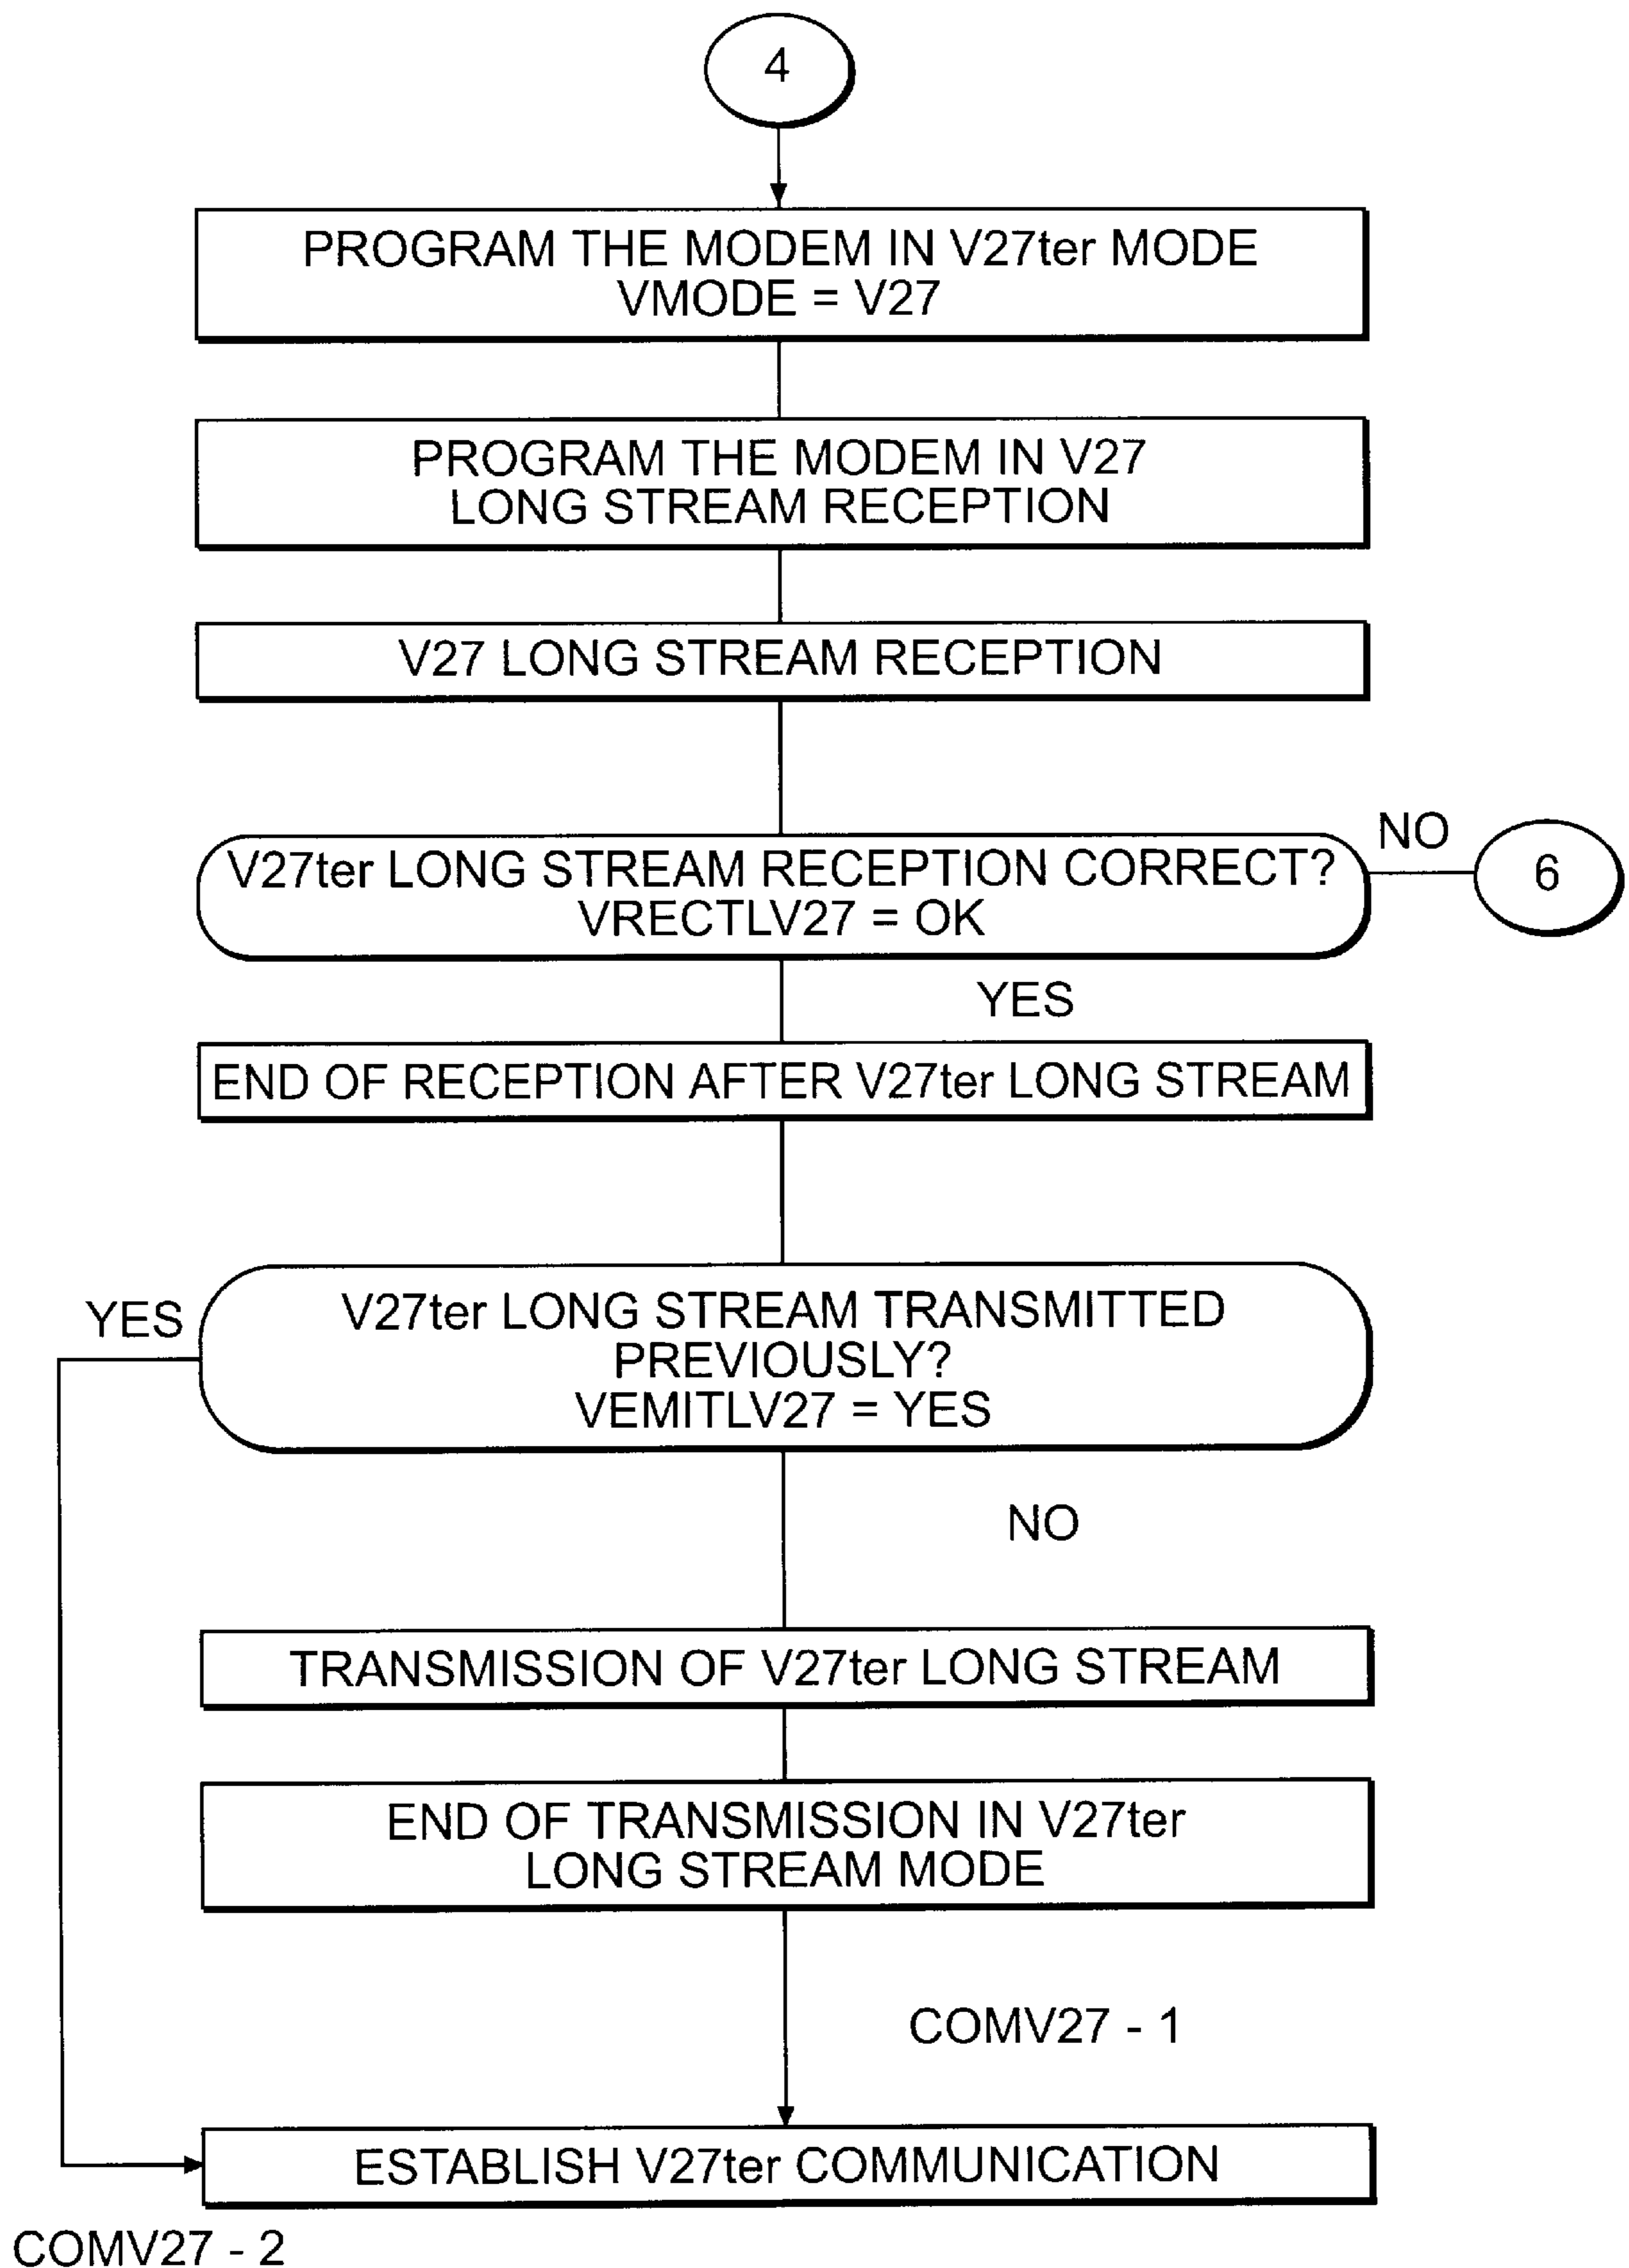 4
PROGRAM THE MODEM IN V27ter MODE
VMODE = V27
PROGRAM THE MODEM IN V27
LONG STREAM RECEPTION
V27 LONG STREAM RECEPTION
V27ter LONG STREAM RECEPTION CORRECT?
VRECTLV27 = OK
NO
6
YES
END OF RECEPTION AFTER V27ter LONG STREAM
YES
V27ter LONG STREAM TRANSMITTED
PREVIOUSLY?
VEMITLV27 = YES
NO
TRANSMISSION OF V27ter LONG STREAM
END OF TRANSMISSION IN V27ter
LONG STREAM MODE
COMV27 - 1
ESTABLISH V27ter COMMUNICATION
COMV27 - 2